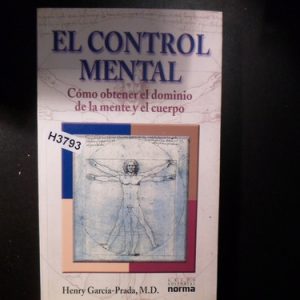 EL CONTROL
MENTAL
Cómo obtener el dominio
de la mente y el cuerpo
H3793
Henry García-Prada, M.D.
norma